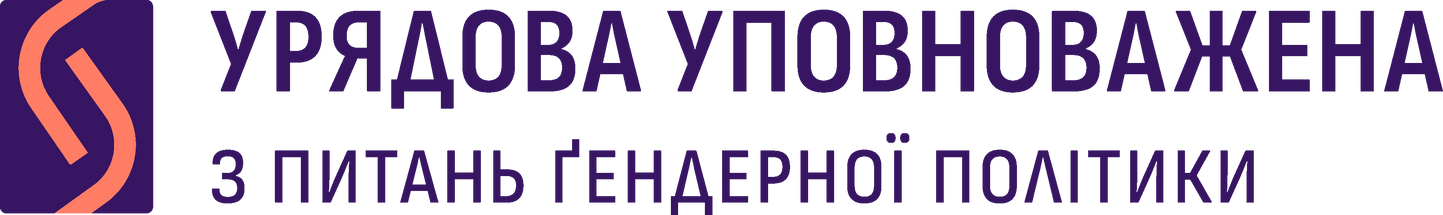 УРЯДОВА УПОВНОВАЖЕНА
З ПИТАНЬ ҐЕНДЕРНОЇ ПОЛІТИКИ